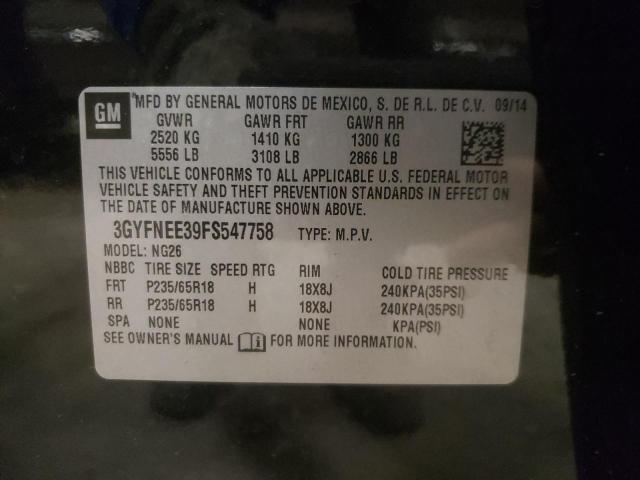 GM
MFD BY GENERAL MOTORS DE MEXICO, S. DE R.L. DE C.V. 09/14
GVWR GAWR FRT GAWR RR
2520 KG 1410 KG 1300 KG
5556 LB 3108 LB 2866 LB
THIS VEHICLE CONFORMS TO ALL APPLICABLE U.S. FEDERAL MOTOR
VEHICLE SAFETY AND THEFT PREVENTION STANDARDS IN EFFECT ON
THE DATE OF MANUFACTURE SHOWN ABOVE.
3GYFNEE39FS547758 TYPE: M.P.V.
MODEL: NG26
NBBC TIRE SIZE SPEED RTG RIM COLD TIRE PRESSURE
FRT P235/65R18 H 18X8J 240KPA(35PSI)
RR P235/65R18 H 18X8J 240KPA(35PSI)
SPA NONE NONE KPA(PSI)
SEE OWNER'S MANUAL FOR MORE INFORMATION.